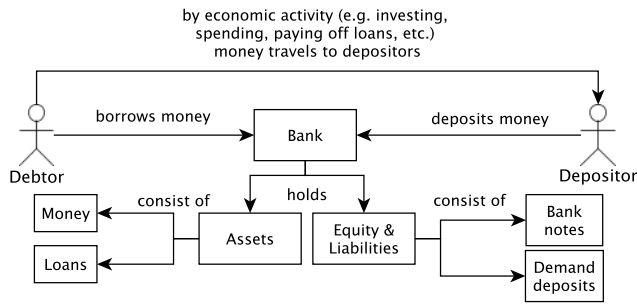 by economic activity (e.g. investing,
spending, paying off loans, etc.)
money travels to depositors
borrows money
Bank
deposits money
Debtor
Depositor
Money
consist of
holds
consist of
Bank
notes
Assets
Equity &
Liabilities
Loans
Demand
deposits